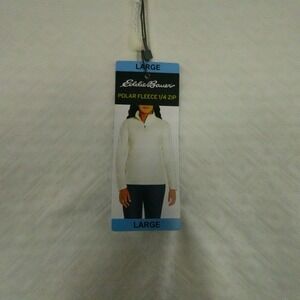 LARGE
Eddie Bauer
POLAR FLEECE 1/4 ZIP
LARGE